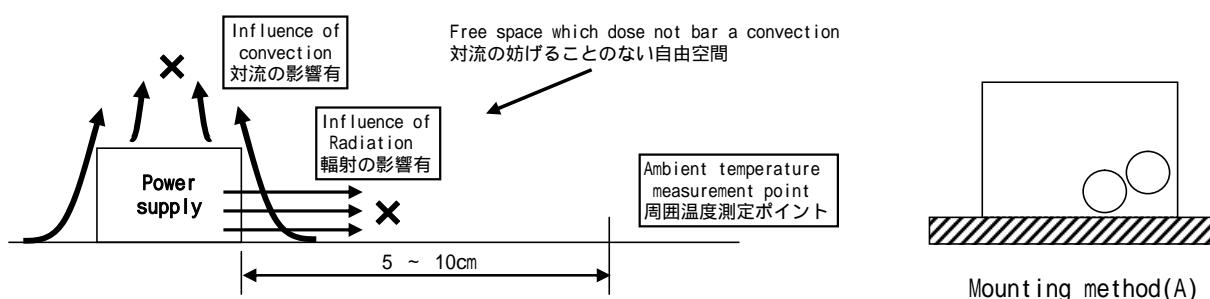 Influence of
convection
対流の影響有
Free space which dose not bar a convection
対流の妨げることのない自由空間
Influence of
Radiation
輻射の影響有
Power
supply
Ambient temperature
measurement point
周囲温度測定ポイント
5 ~ 10cm
Mounting method(A)